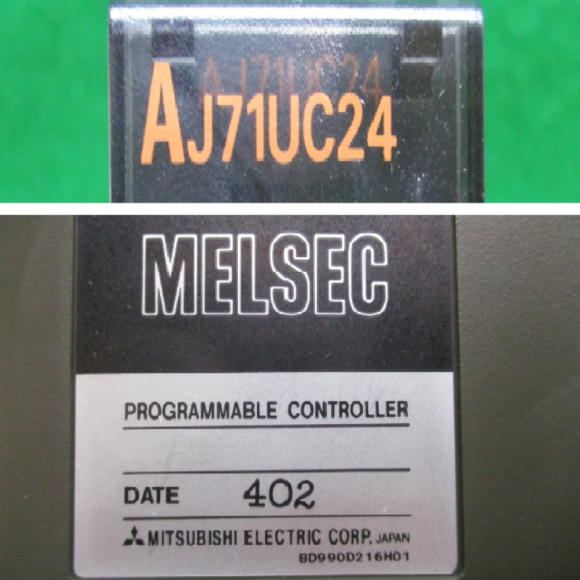 AJ71UC24
MELSEC
PROGRAMMABLE CONTROLLER
DATE 402
MITSUBISHI ELECTRIC CORP. JAPAN
BD990D216H01